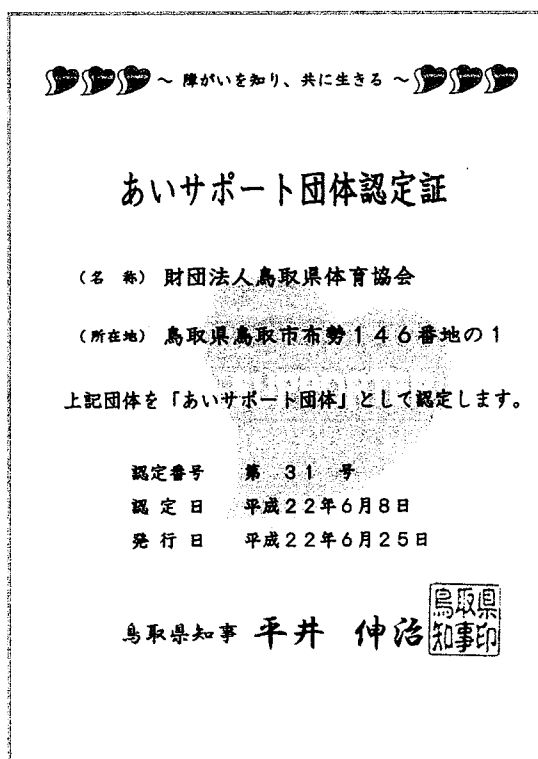 ～ 障がいを知り、共に生きる ～
あいサポート団体認定証
(名 称) 財団法人鳥取県体育協会
(所在地) 鳥取県鳥取市布勢146番地の1
上記団体を「あいサポート団体」として認定します。
認定番号 第 31 号
認 定 日 平成22年6月8日
発 行 日 平成22年6月25日
鳥取県知事 平井 伸治
鳥取県
知事印